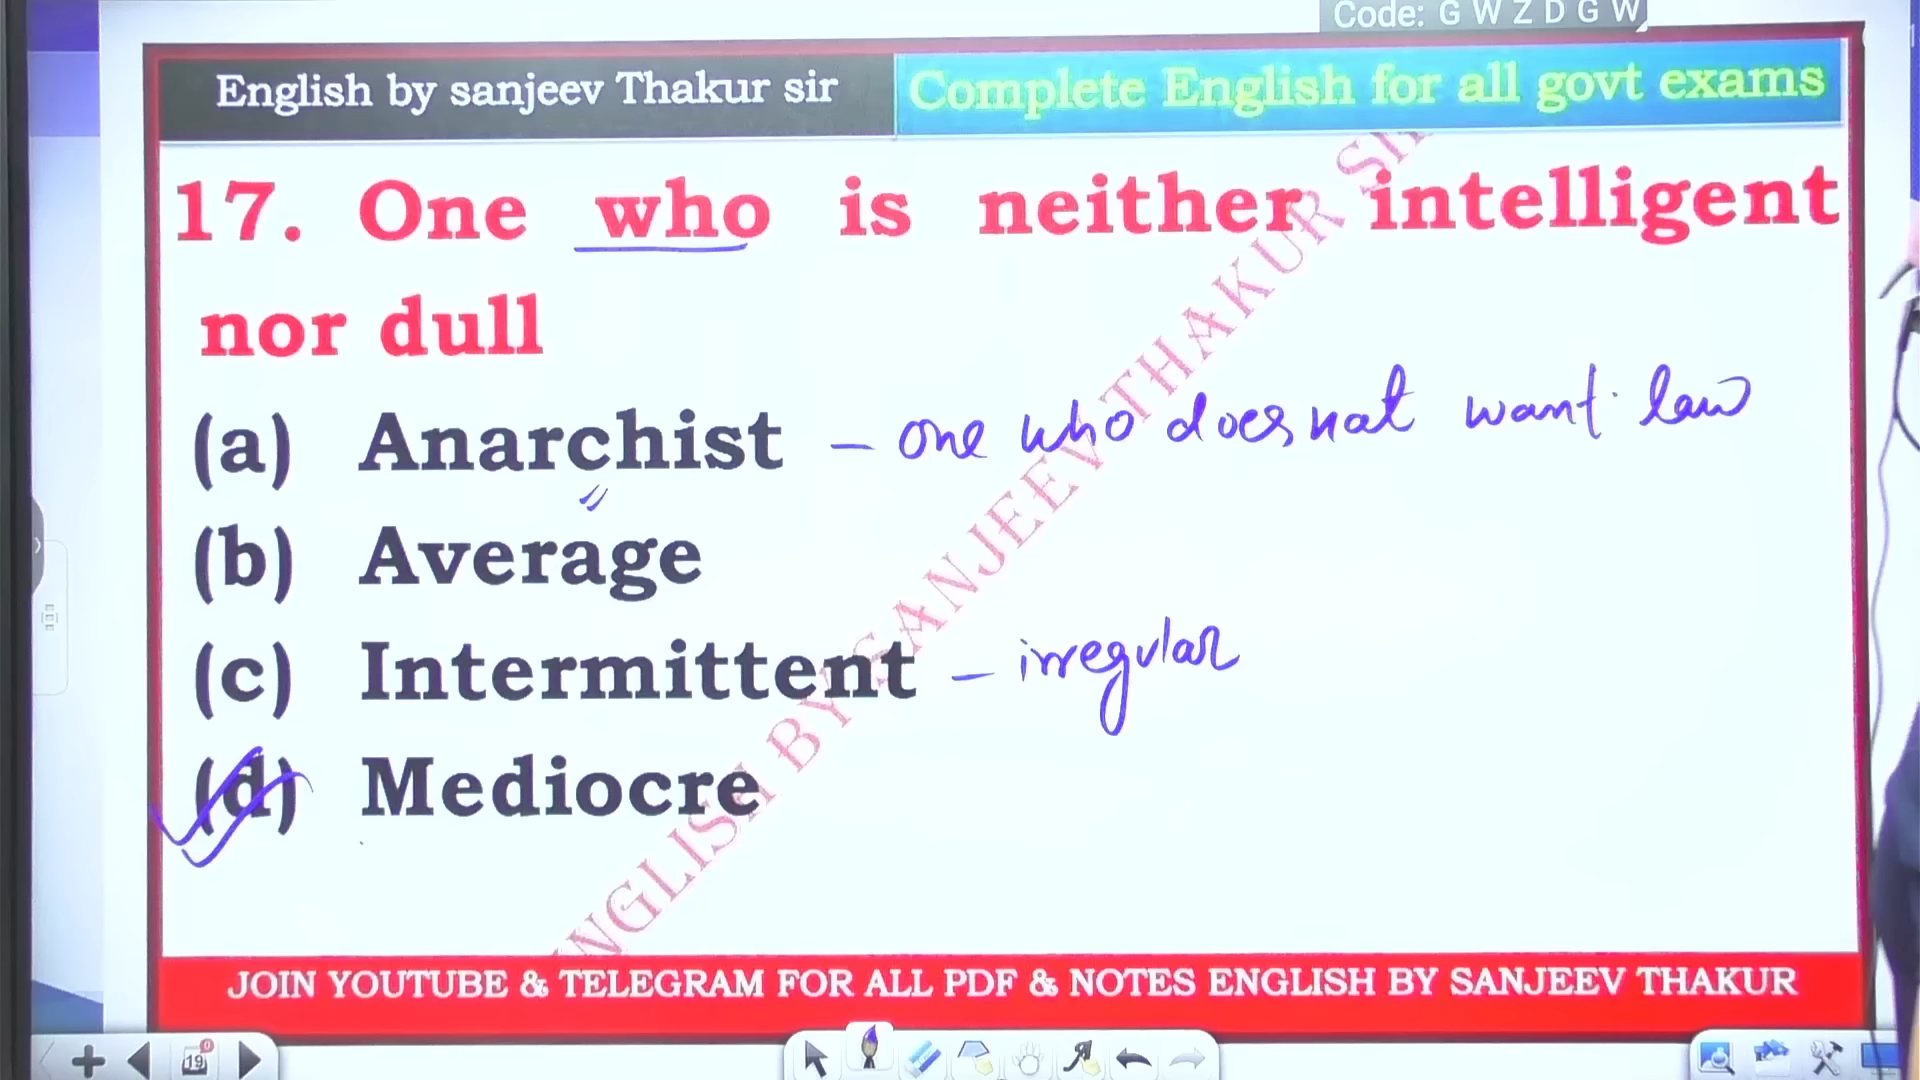 Code: G W Z D G W
English by sanjeev Thakur sir
Complete English for all govt exams
17. One who is neither intelligent
nor dull
(a) Anarchist – one who does not want law
(b) Average
(c) Intermittent – irregular
(d) Mediocre
ENGLISH BY SANJEEV THAKUR SIR
JOIN YOUTUBE & TELEGRAM FOR ALL PDF & NOTES ENGLISH BY SANJEEV THAKUR
19
0